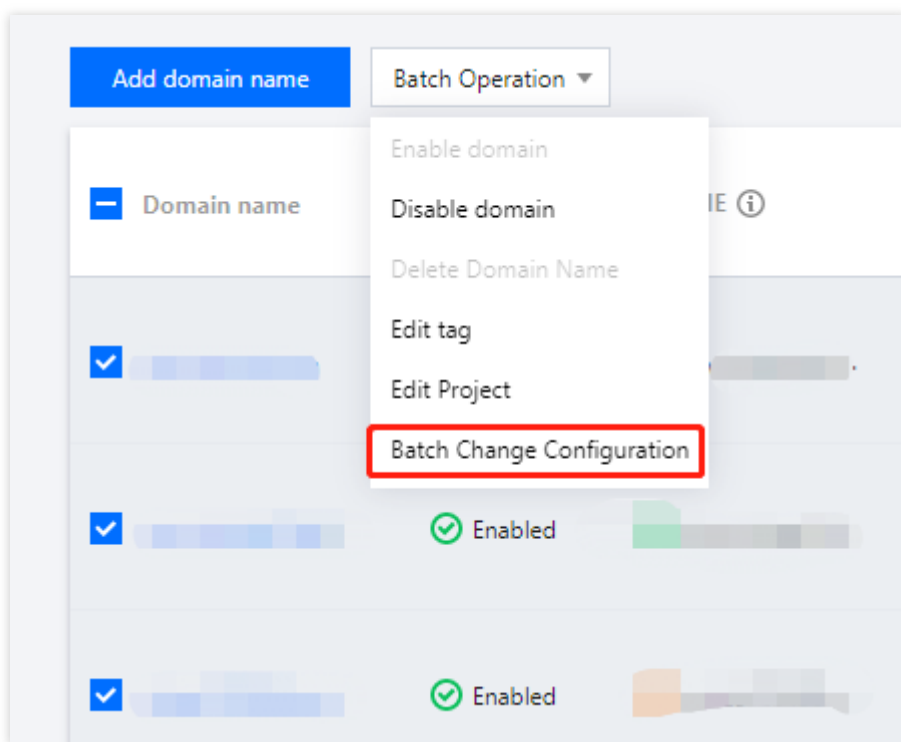 Add domain name
Batch Operation
Enable domain
Domain name
Disable domain
IE
Delete Domain Name
Edit tag
Edit Project
Batch Change Configuration
Enabled
Enabled